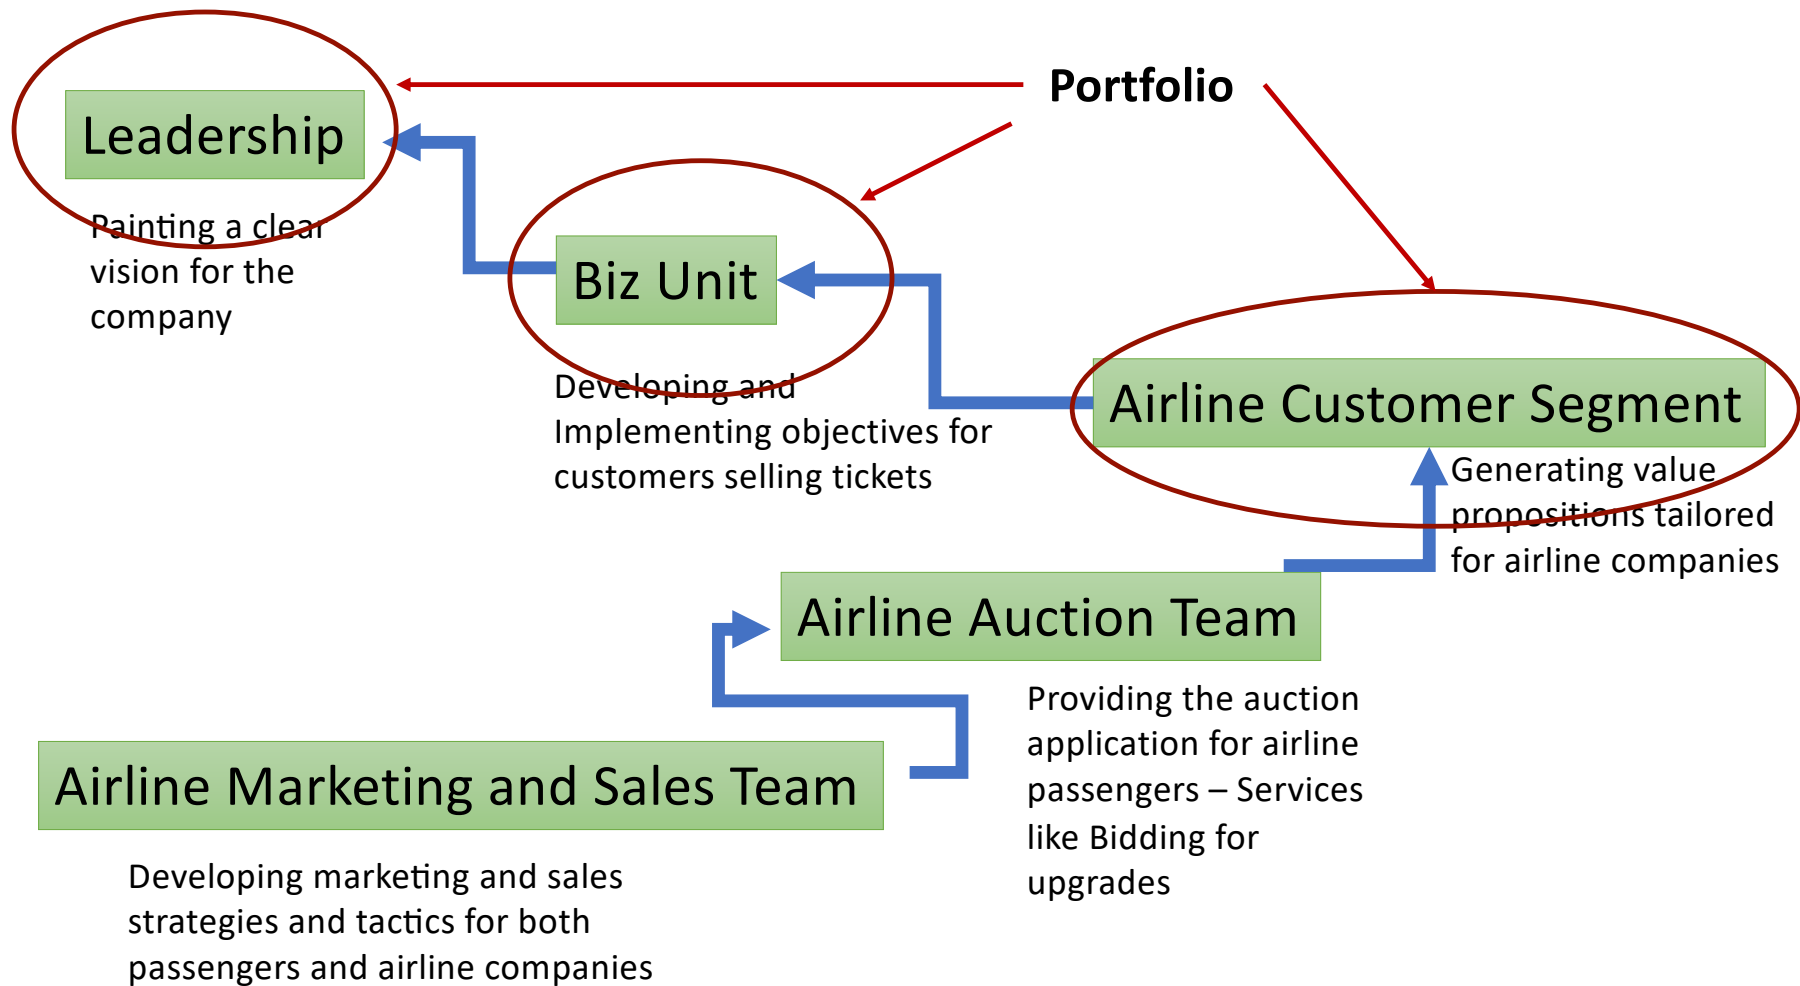 Portfolio
Leadership
Painting a clear
vision for the
company
Biz Unit
Developing and
Implementing objectives for
customers selling tickets
Airline Customer Segment
Generating value
propositions tailored
for airline companies
Airline Auction Team
Providing the auction
application for airline
passengers – Services
like Bidding for
upgrades
Airline Marketing and Sales Team
Developing marketing and sales
strategies and tactics for both
passengers and airline companies